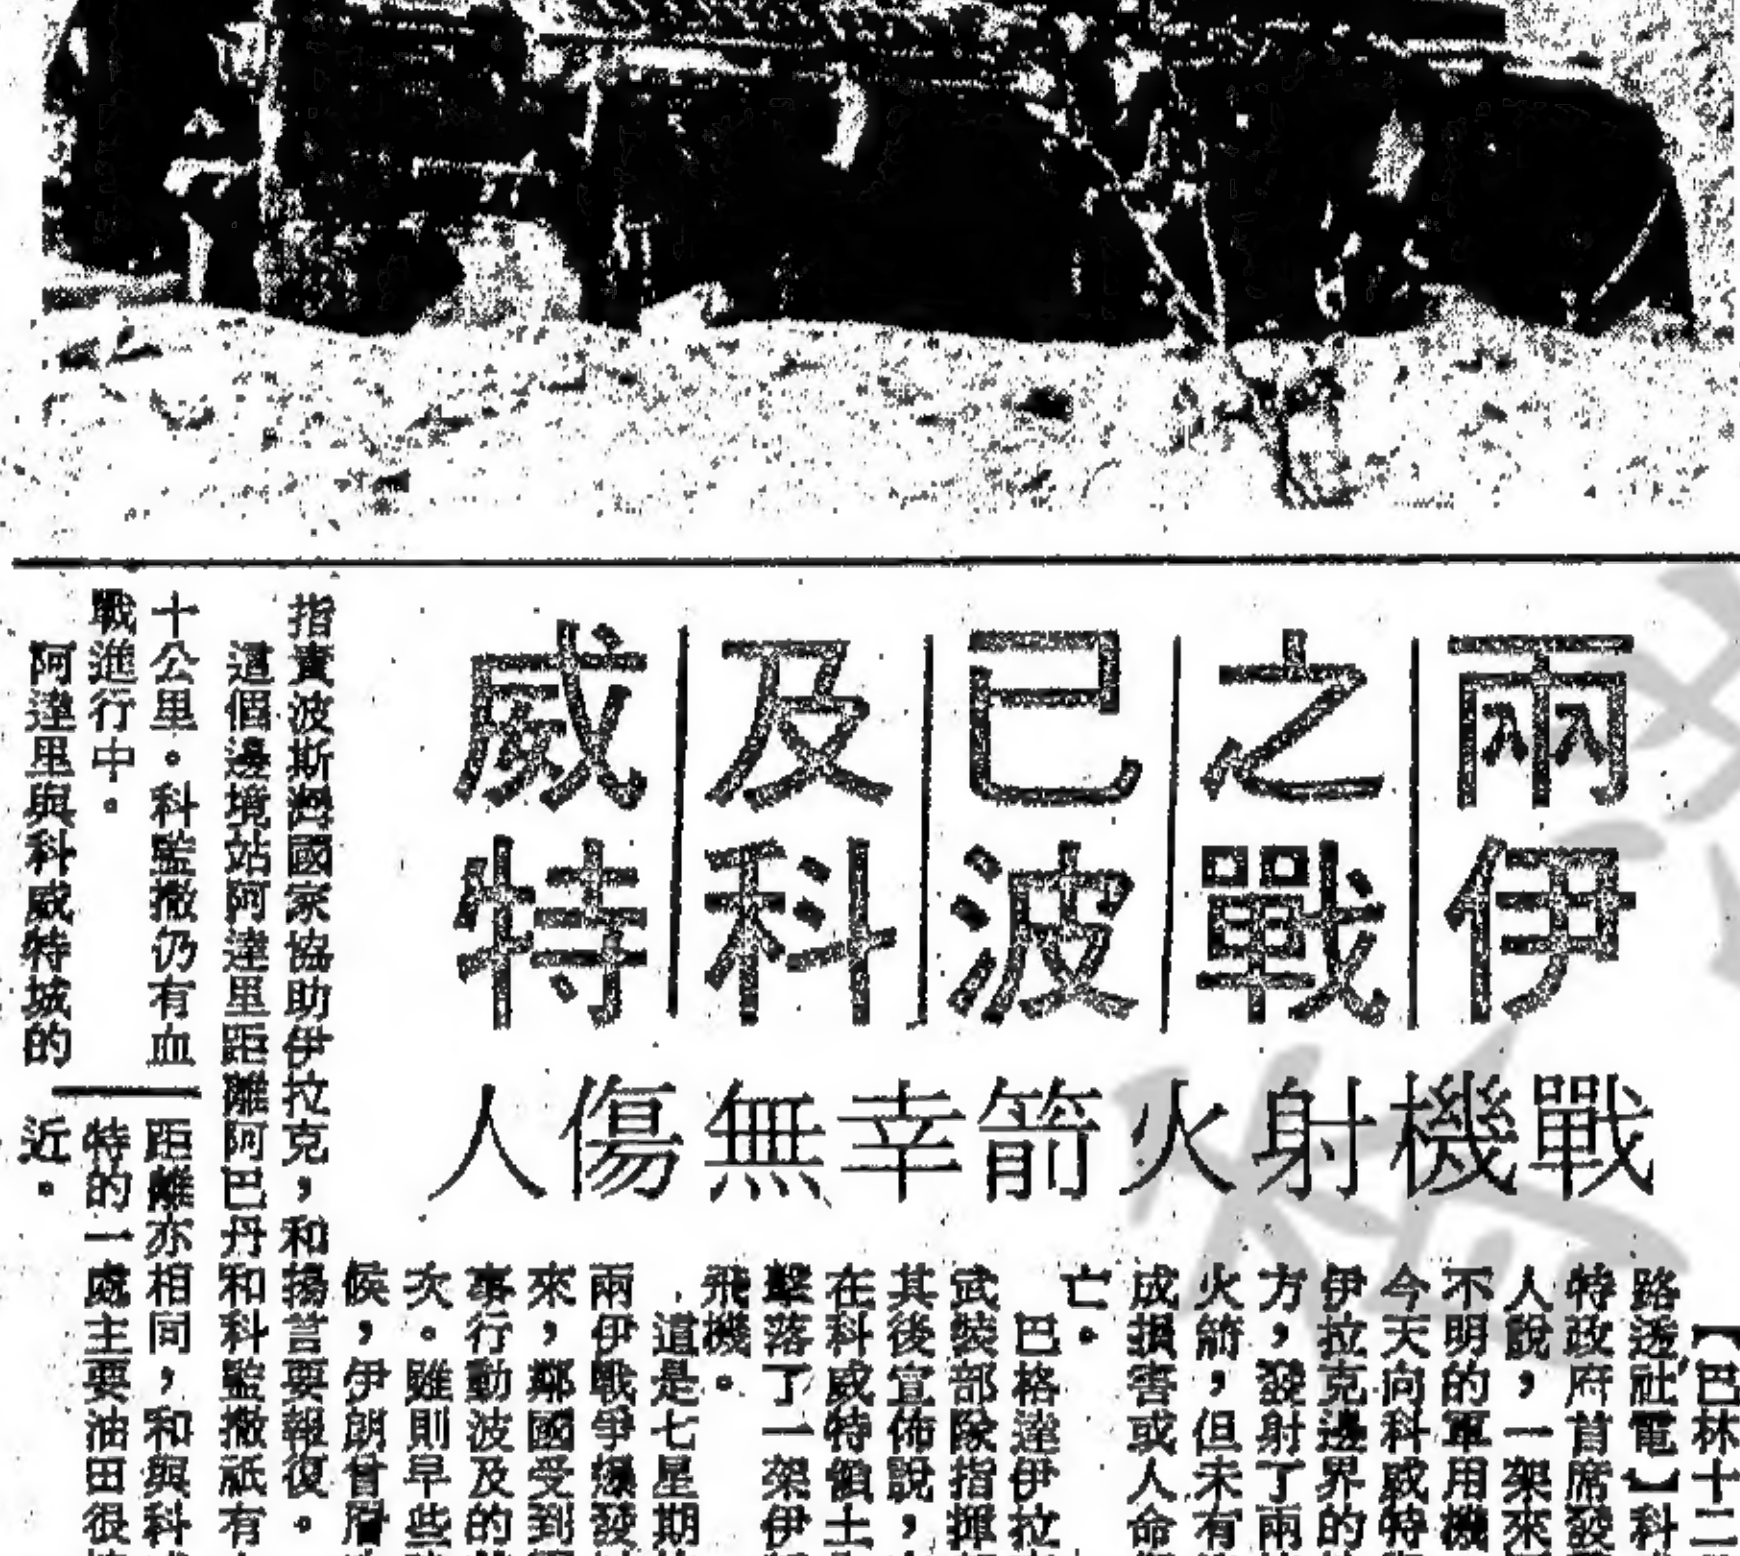 兩伊
之戰
已波
及科
威特
戰機射火箭幸無傷人
【巴林十二
路透社電】科
特政府首席發
人說，一架來
不明的軍用機
今天向科威特
伊拉克邊界的
方，發射了兩
火箭，但未有
成損害或人命
亡。
巴格達伊拉
武裝部隊指揮
其後宣佈說，
在科威特領土
擊落了一架伊
飛機。
這是七星期
兩伊戰爭爆發
來，鄰國受到
事行動波及的
次。雖則早些
候，伊朗曾
指責波斯灣國家協助伊拉克，和揚言要報復。
這個邊境站阿達里距離阿巴丹和科監撒祇有
十公里。科監撒仍有血
戰進行中。
阿達里與科威特城的
距離亦相同，和與科
特的一處主要油田很
近。